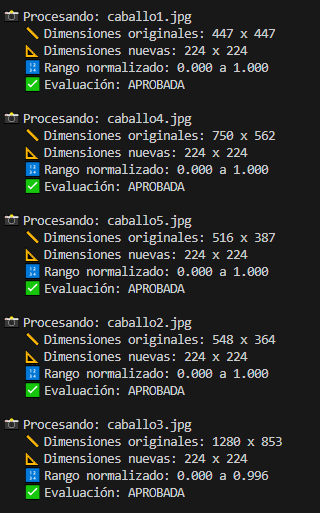 📷 Procesando: caballo1.jpg
📏 Dimensiones originales: 447 x 447
📐 Dimensiones nuevas: 224 x 224
🔢 Rango normalizado: 0.000 a 1.000
✅ Evaluación: APROBADA
📷 Procesando: caballo4.jpg
📏 Dimensiones originales: 750 x 562
📐 Dimensiones nuevas: 224 x 224
🔢 Rango normalizado: 0.000 a 1.000
✅ Evaluación: APROBADA
📷 Procesando: caballo5.jpg
📏 Dimensiones originales: 516 x 387
📐 Dimensiones nuevas: 224 x 224
🔢 Rango normalizado: 0.000 a 1.000
✅ Evaluación: APROBADA
📷 Procesando: caballo2.jpg
📏 Dimensiones originales: 548 x 364
📐 Dimensiones nuevas: 224 x 224
🔢 Rango normalizado: 0.000 a 1.000
✅ Evaluación: APROBADA
📷 Procesando: caballo3.jpg
📏 Dimensiones originales: 1280 x 853
📐 Dimensiones nuevas: 224 x 224
🔢 Rango normalizado: 0.000 a 0.996
✅ Evaluación: APROBADA